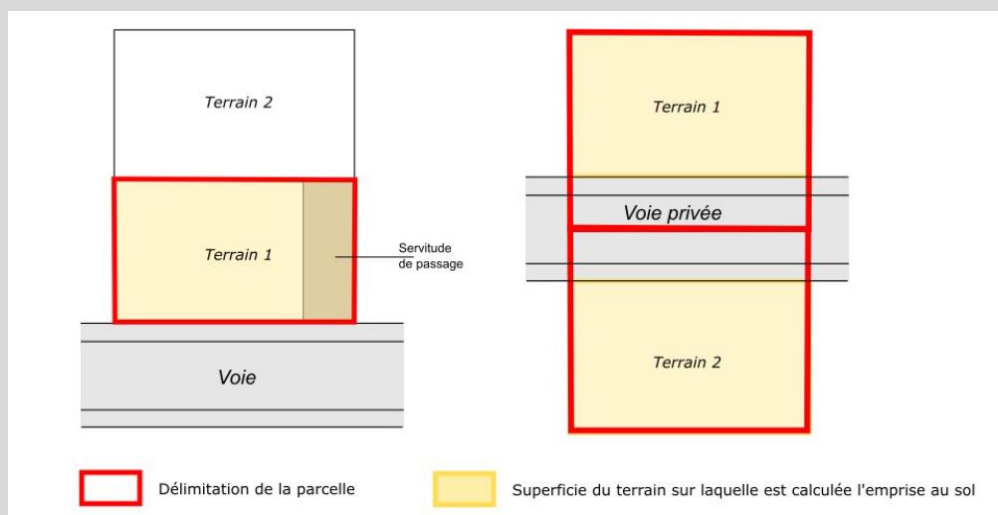 Terrain 2
Terrain 1
Servitude
de passage
Voie
Terrain 1
Voie privée
Terrain 2
Délimitation de la parcelle
Superficie du terrain sur laquelle est calculée l'emprise au sol